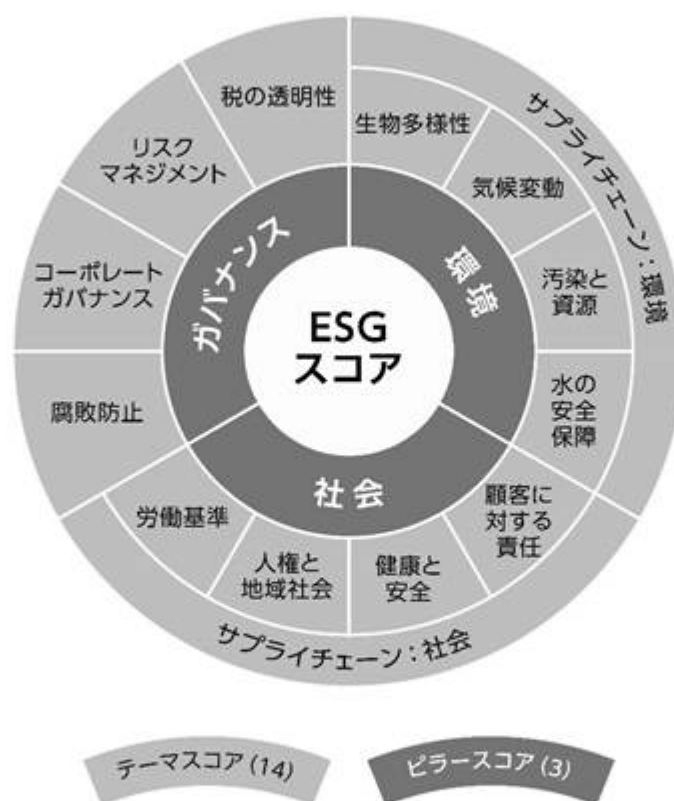 ESG
スコア
環境
社会
ガバナンス
生物多様性
気候変動
汚染と
資源
水の
安全
保障
サプライチェーン：環境
顧客に
対する
責任
健康と
安全
人権と
地域社会
労働基準
サプライチェーン：社会
腐敗防止
コーポレート
ガバナンス
リスク
マネジメント
税の透明性
テーマスコア (14)
ピラースコア (3)